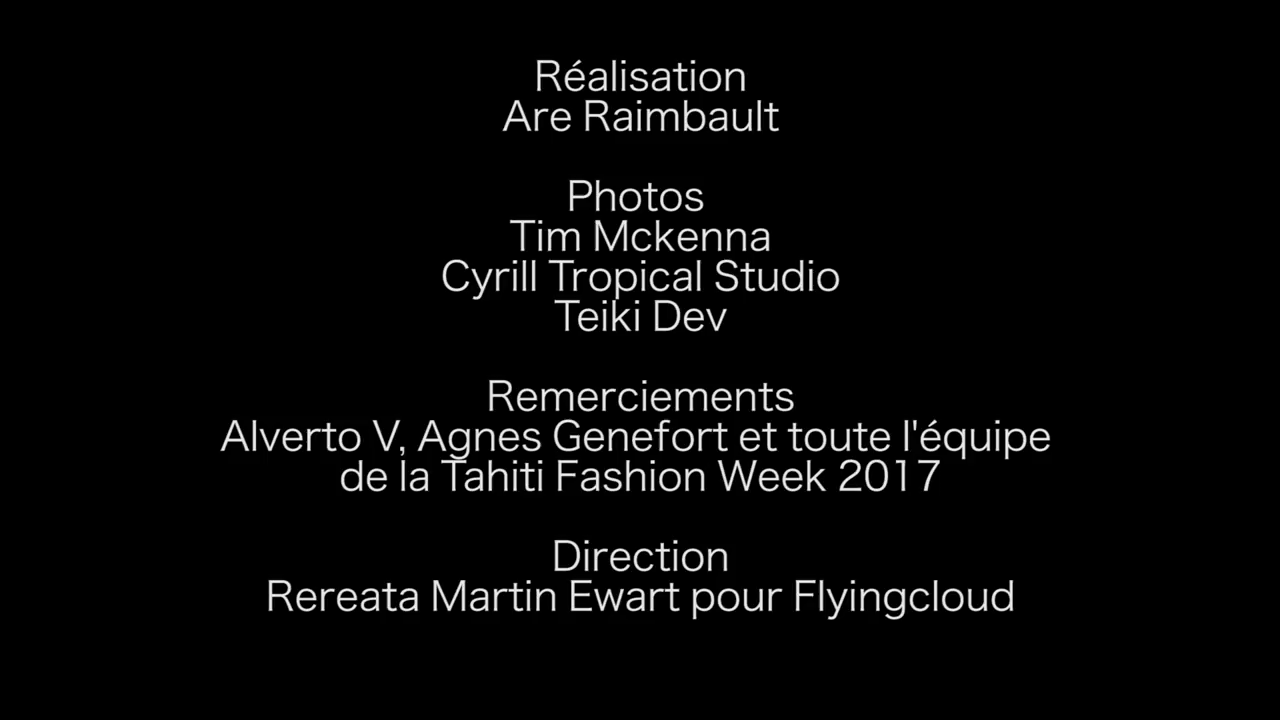 Réalisation
Are Raimbault
Photos
Tim Mckenna
Cyrill Tropical Studio
Teiki Dev
Remerciements
Alverto V, Agnes Genefort et toute l'équipe
de la Tahiti Fashion Week 2017
Direction
Rereata Martin Ewart pour Flyingcloud